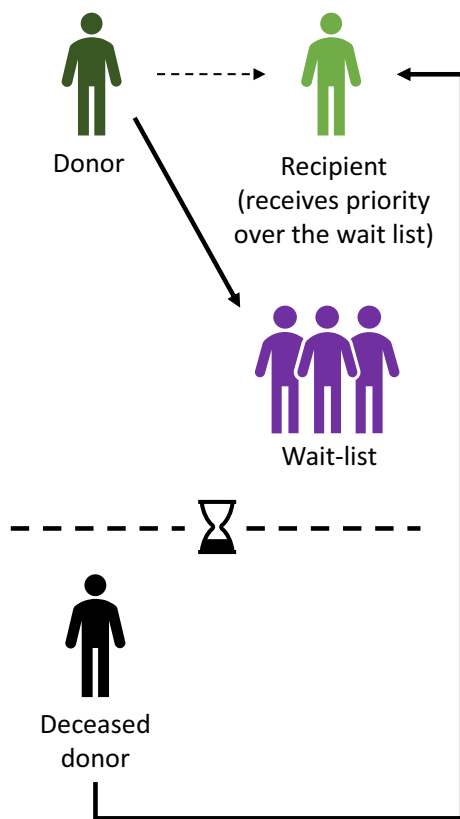 Donor
Recipient
(receives priority
over the wait list)
Wait-list
Deceased
donor